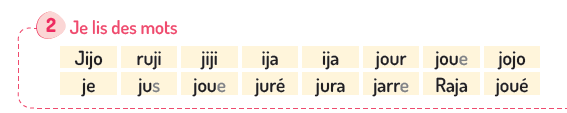 2 Je lis des mots
Jijo ruji jiji ija ija jour joue jojo
je jus joue juré jura jarre Raja joué